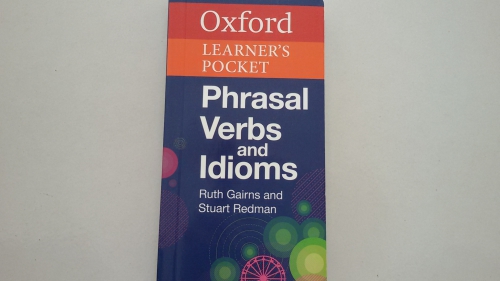 Oxford
LEARNER'S
POCKET
Phrasal
Verbs
and
Idioms
Ruth Gairns and
Stuart Redman